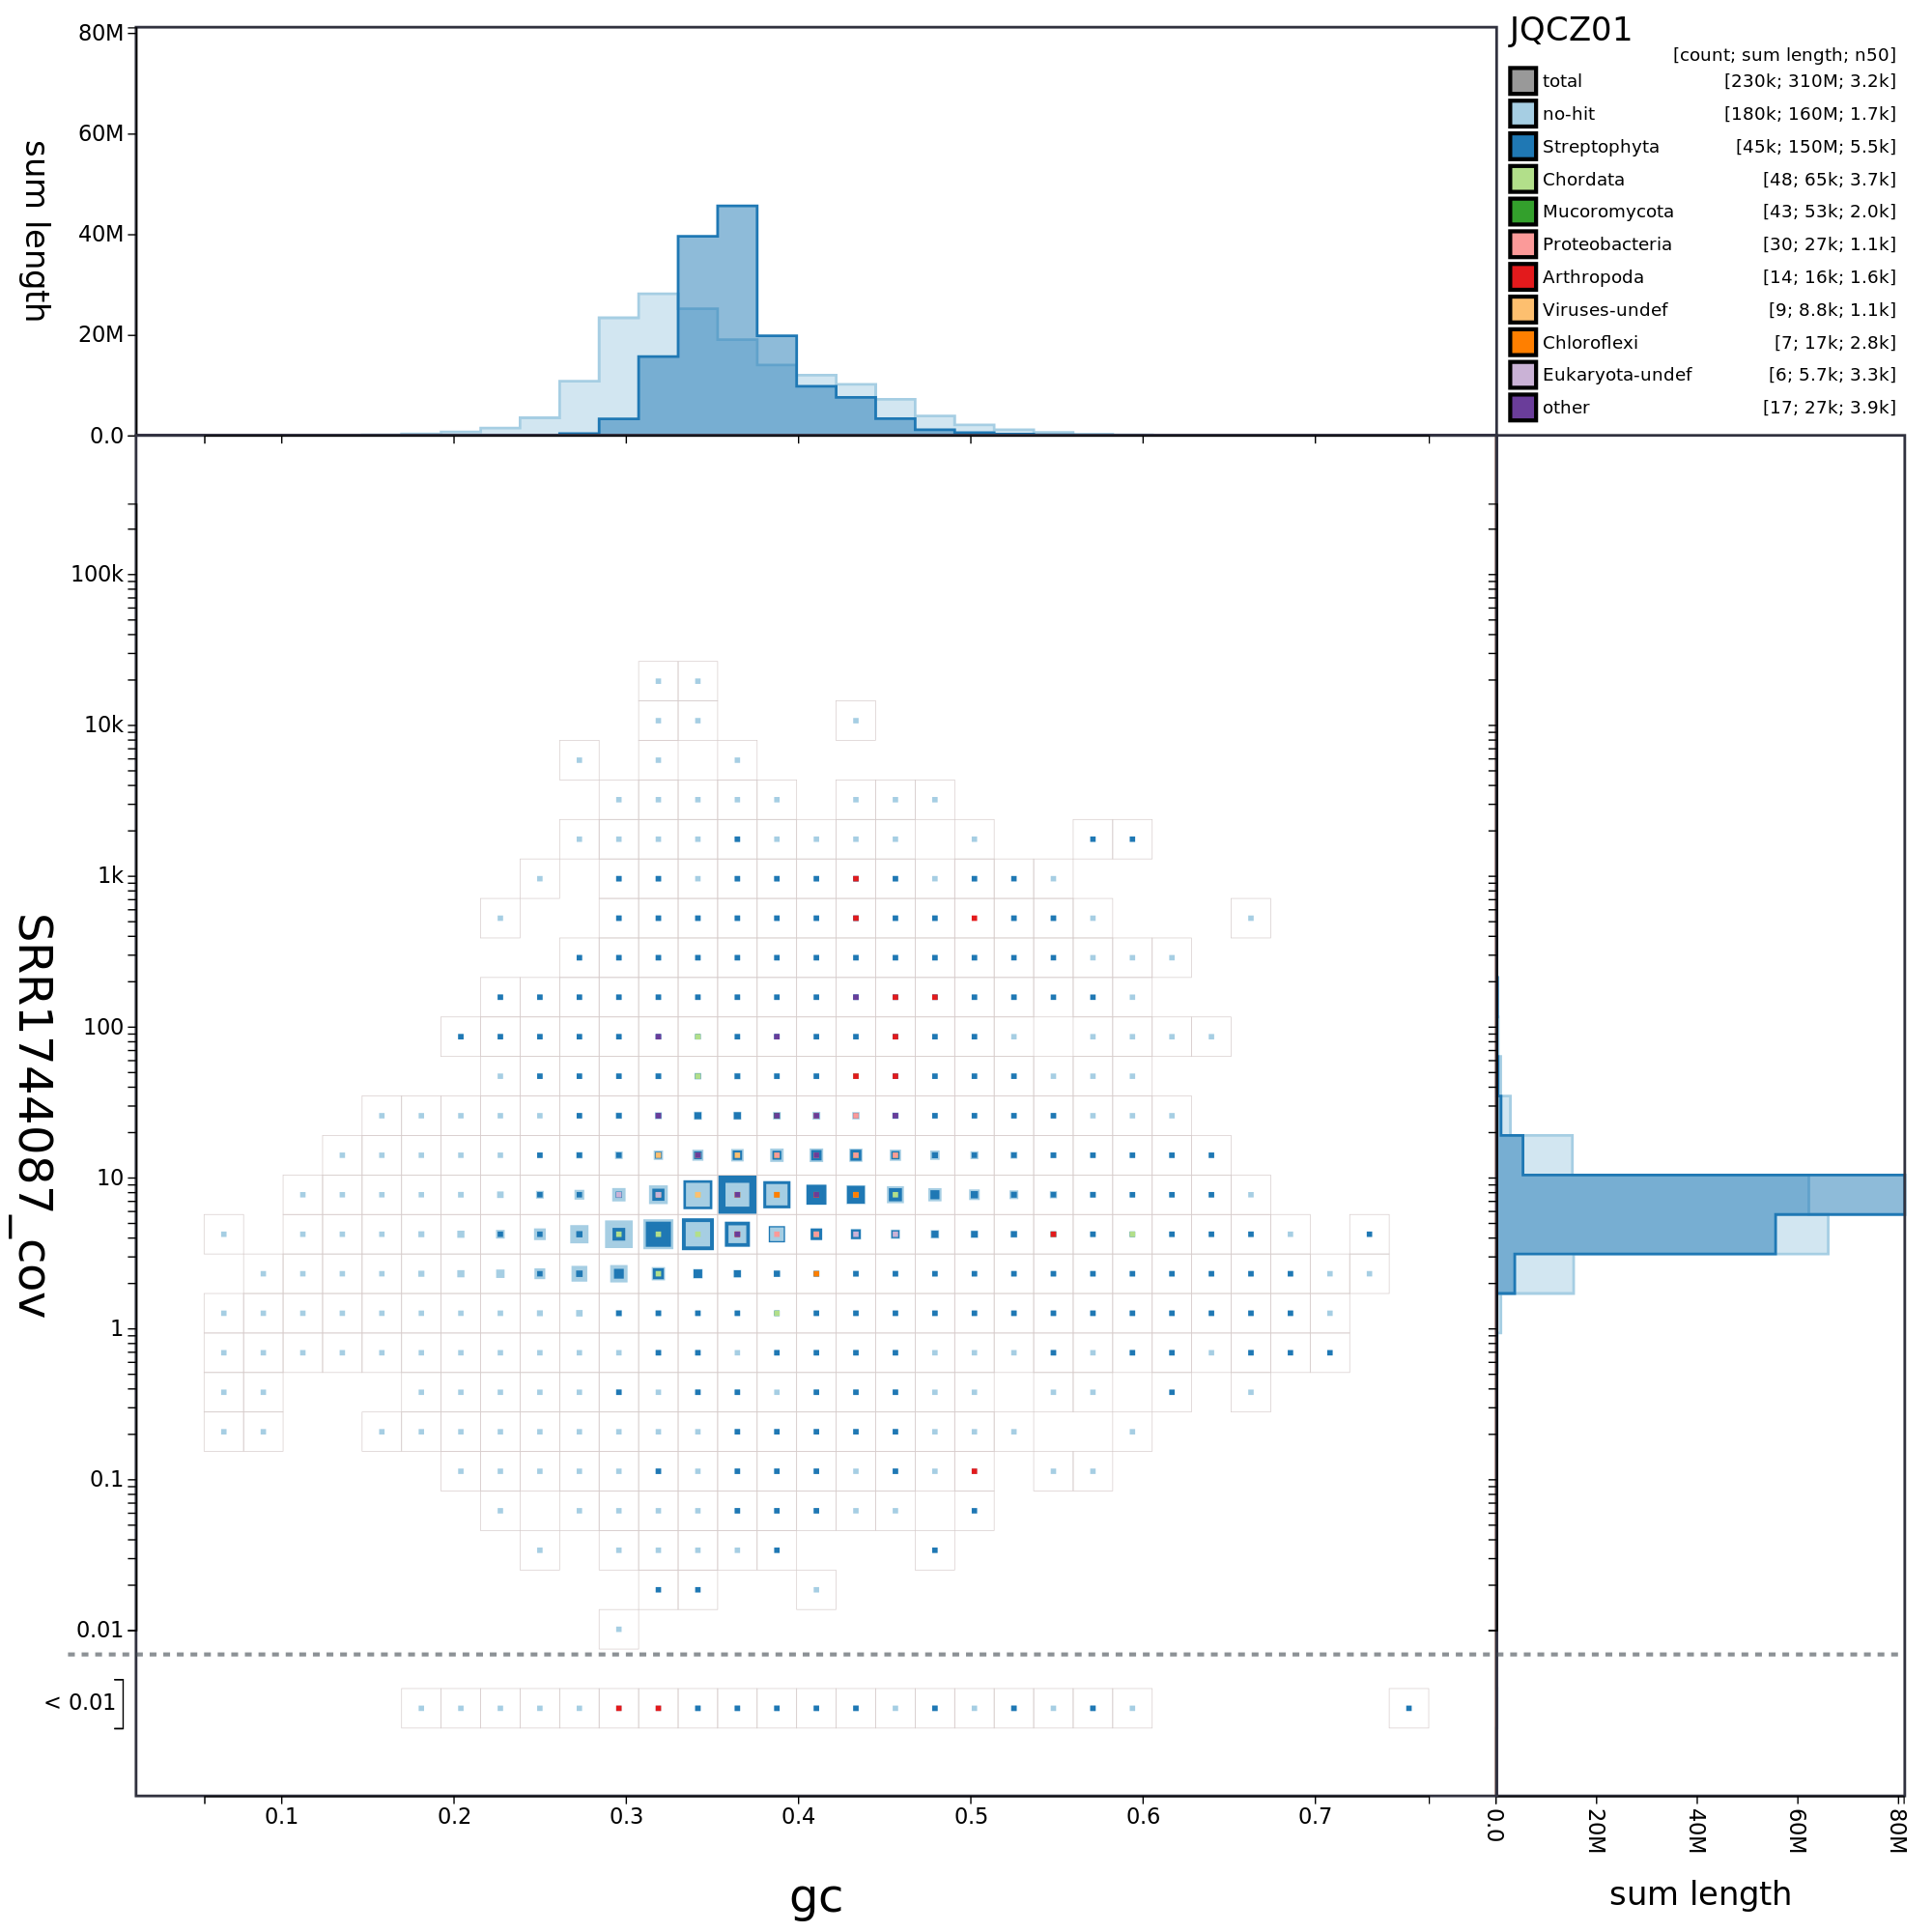 JQCZ01
[count; sum length; n50]
total [230k; 310M; 3.2k]
no-hit [180k; 160M; 1.7k]
Streptophyta [45k; 150M; 5.5k]
Chordata [48; 65k; 3.7k]
Mucoromycota [43; 53k; 2.0k]
Proteobacteria [30; 27k; 1.1k]
Arthropoda [14; 16k; 1.6k]
Viruses-undef [9; 8.8k; 1.1k]
Chloroflexi [7; 17k; 2.8k]
Eukaryota-undef [6; 5.7k; 3.3k]
other [17; 27k; 3.9k]
sum length
80M
60M
40M
20M
0.0
SRR1744087_cov
100k
10k
1k
100
10
1
0.1
0.01
< 0.01
0.1 0.2 0.3 0.4 0.5 0.6 0.7
gc
0.0 20M 40M 60M 80M
sum length